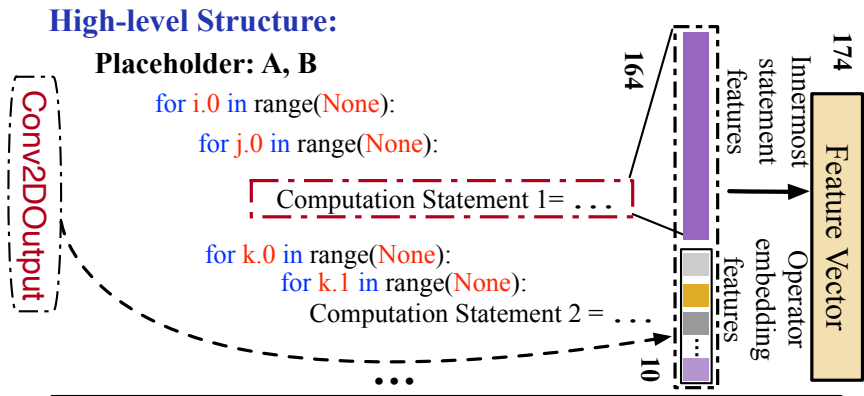 High-level Structure:
Placeholder: A, B
for i.0 in range(None):
for j.0 in range(None):
Computation Statement 1= . . .
for k.0 in range(None):
for k.1 in range(None):
Computation Statement 2 = . . .
...
Conv2DOutput
164
10
...
Innermost
statement
features
Operator
embedding
features
174
Feature Vector